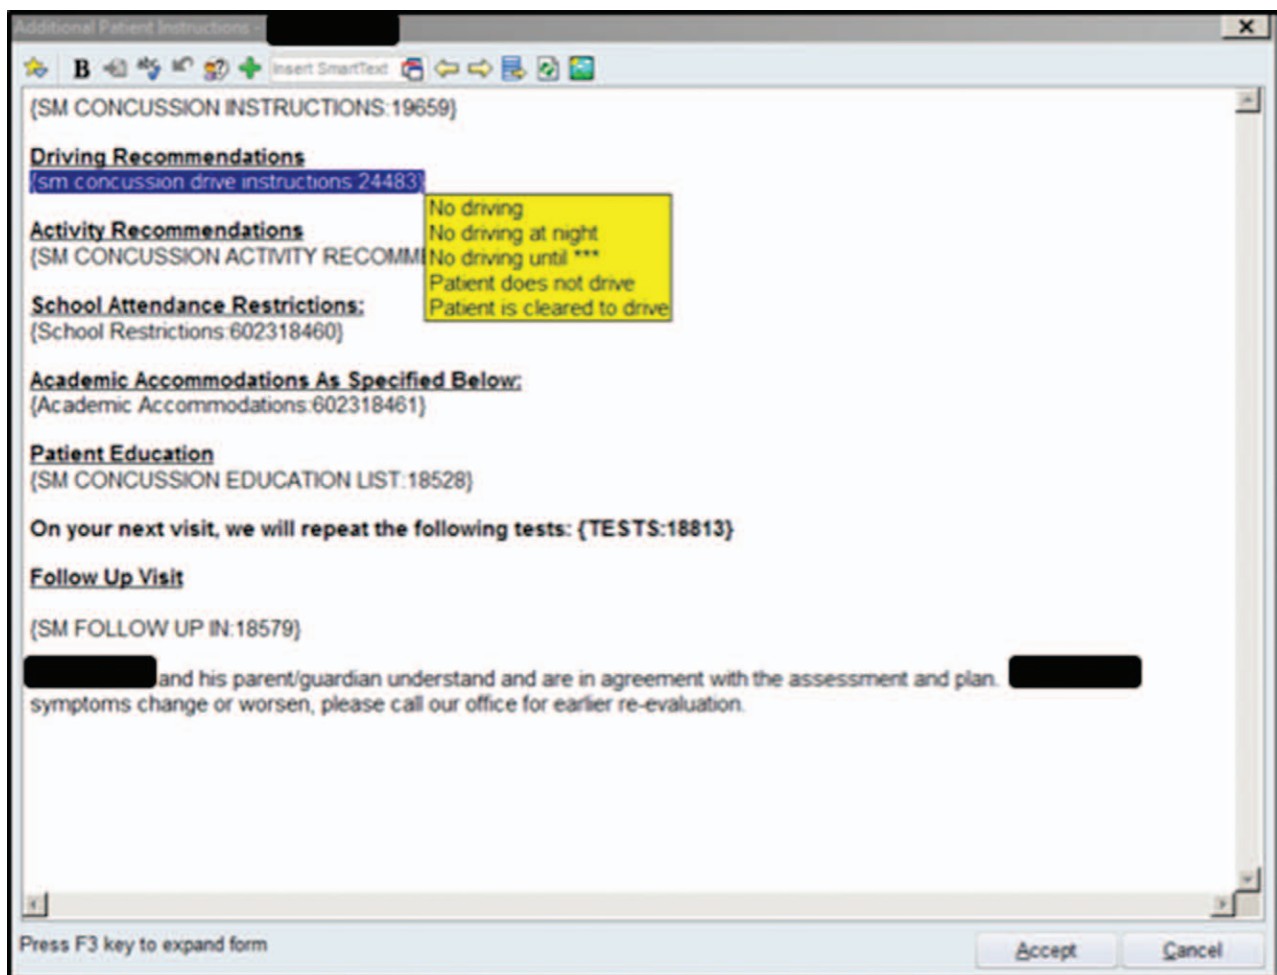 Additional Patient Instructions -
B
abc
Insert SmartText
{SM CONCUSSION INSTRUCTIONS:19659}
Driving Recommendations
{sm concussion drive instructions:24483}
No driving
No driving at night
No driving until ***
Patient does not drive
Patient is cleared to drive
Activity Recommendations
{SM CONCUSSION ACTIVITY RECOMM
School Attendance Restrictions:
{School Restrictions:602318460}
Academic Accommodations As Specified Below:
{Academic Accommodations:602318461}
Patient Education
{SM CONCUSSION EDUCATION LIST:18528}
On your next visit, we will repeat the following tests: {TESTS:18813}
Follow Up Visit
{SM FOLLOW UP IN:18579}
and his parent/guardian understand and are in agreement with the assessment and plan.
symptoms change or worsen, please call our office for earlier re-evaluation.
Press F3 key to expand form
Accept
Cancel